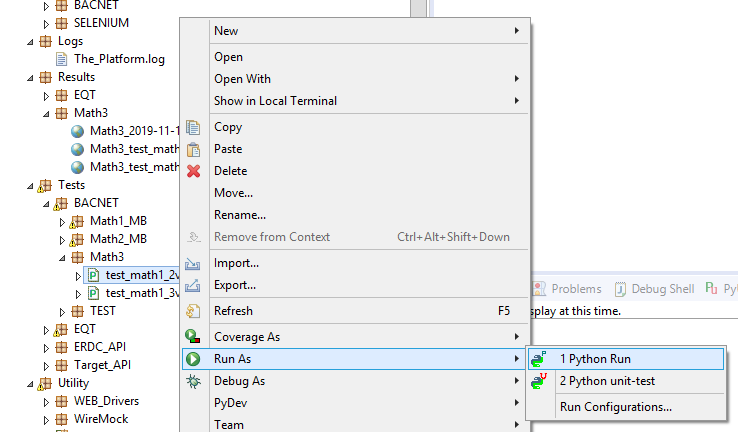 BACNET
SELENIUM
Logs
The_Platform.log
Results
EQT
Math3
Math3_2019-11-1
Math3_test_math
Math3_test_math
Tests
BACNET
Math1_MB
Math2_MB
Math3
test_math1_2v
test_math1_3v
TEST
EQT
ERDC_API
Target_API
Utility
WEB_Drivers
WireMock
New
Open
Open With
Show in Local Terminal
Copy
Paste
Delete
Move...
Rename...
Remove from Context Ctrl+Alt+Shift+Down
Import...
Export...
Refresh F5
Coverage As
Run As
Debug As
PyDev
Team
1 Python Run
2 Python unit-test
Run Configurations...
Problems Debug Shell Py
splay at this time.